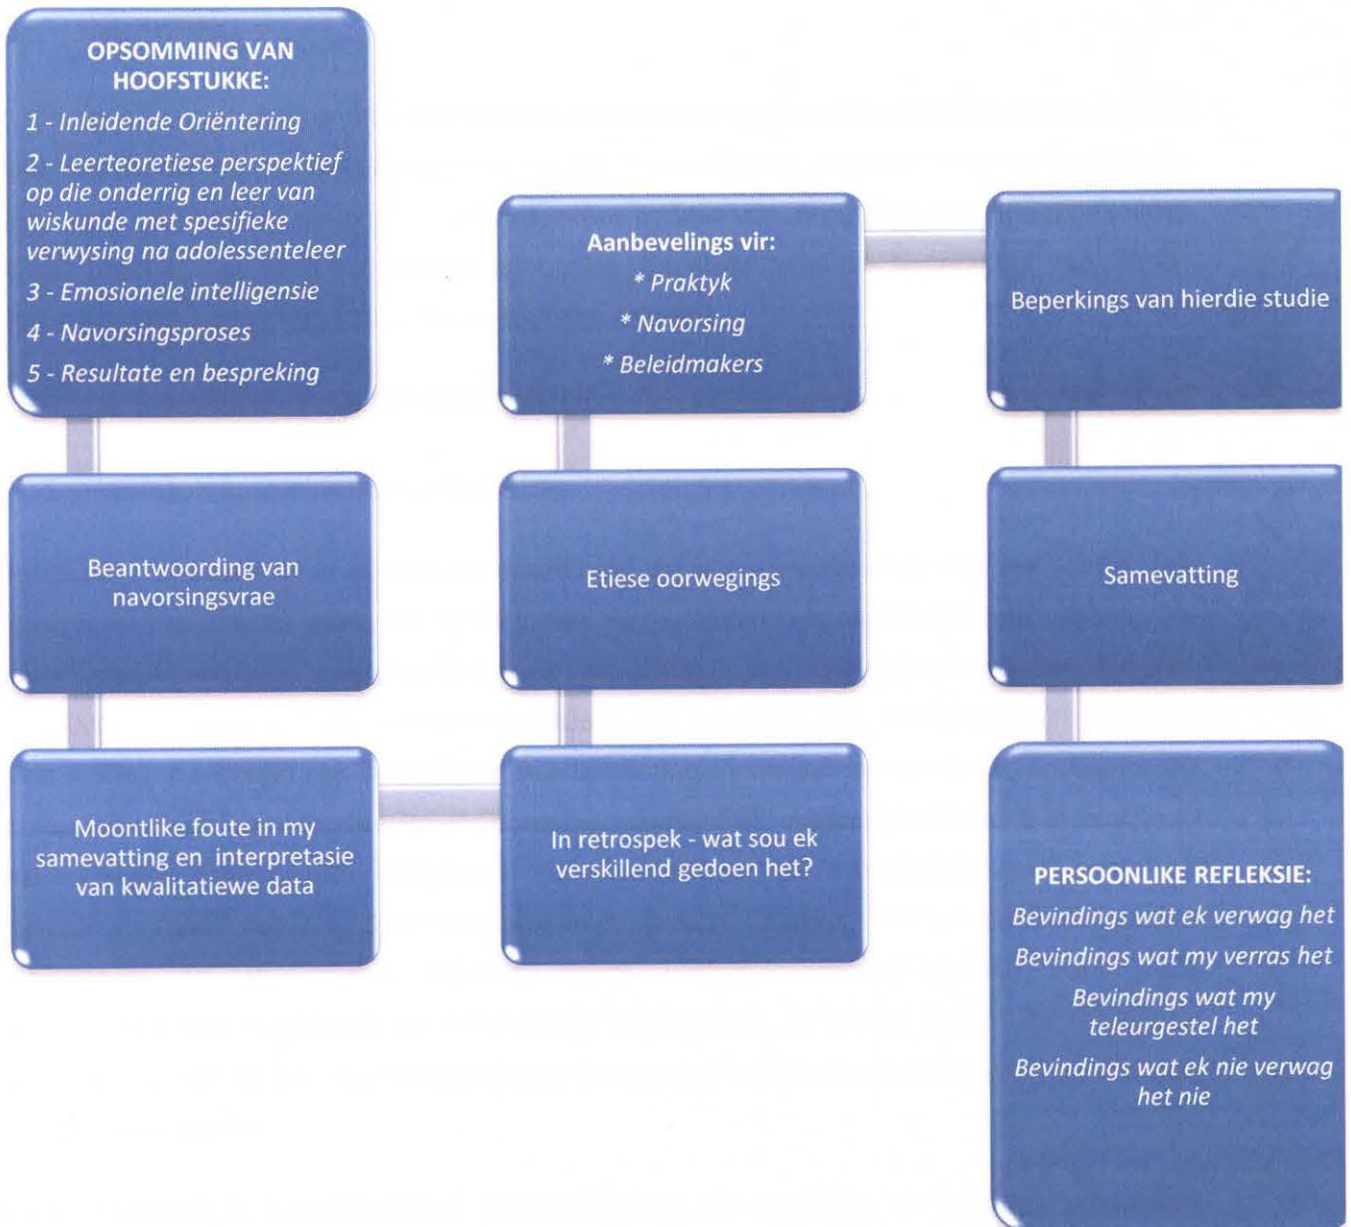 OPSOMMING VAN
HOOFSTUKKE:
1 - Inleidende Oriëntering
2 - Leerteoretiese perspektief
op die onderrig en leer van
wiskunde met spesifieke
verwysing na adolessenteleer
3 - Emosionele intelligensie
4 - Navorsingsproses
5 - Resultate en bespreking
Beantwoording van
navorsingsvrae
Moontlike foute in my
samevatting en interpretasie
van kwalitatiewe data
In retrospek - wat sou ek
verskillend gedoen het?
Etiese oorwegings
Aanbevelings vir:
* Praktyk
* Navorsing
* Beleidmakers
Beperkings van hierdie studie
Samevatting
PERSOONLIKE REFLEKSIE:
Bevindings wat ek verwag het
Bevindings wat my verras het
Bevindings wat my
teleurgestel het
Bevindings wat ek nie verwag
het nie